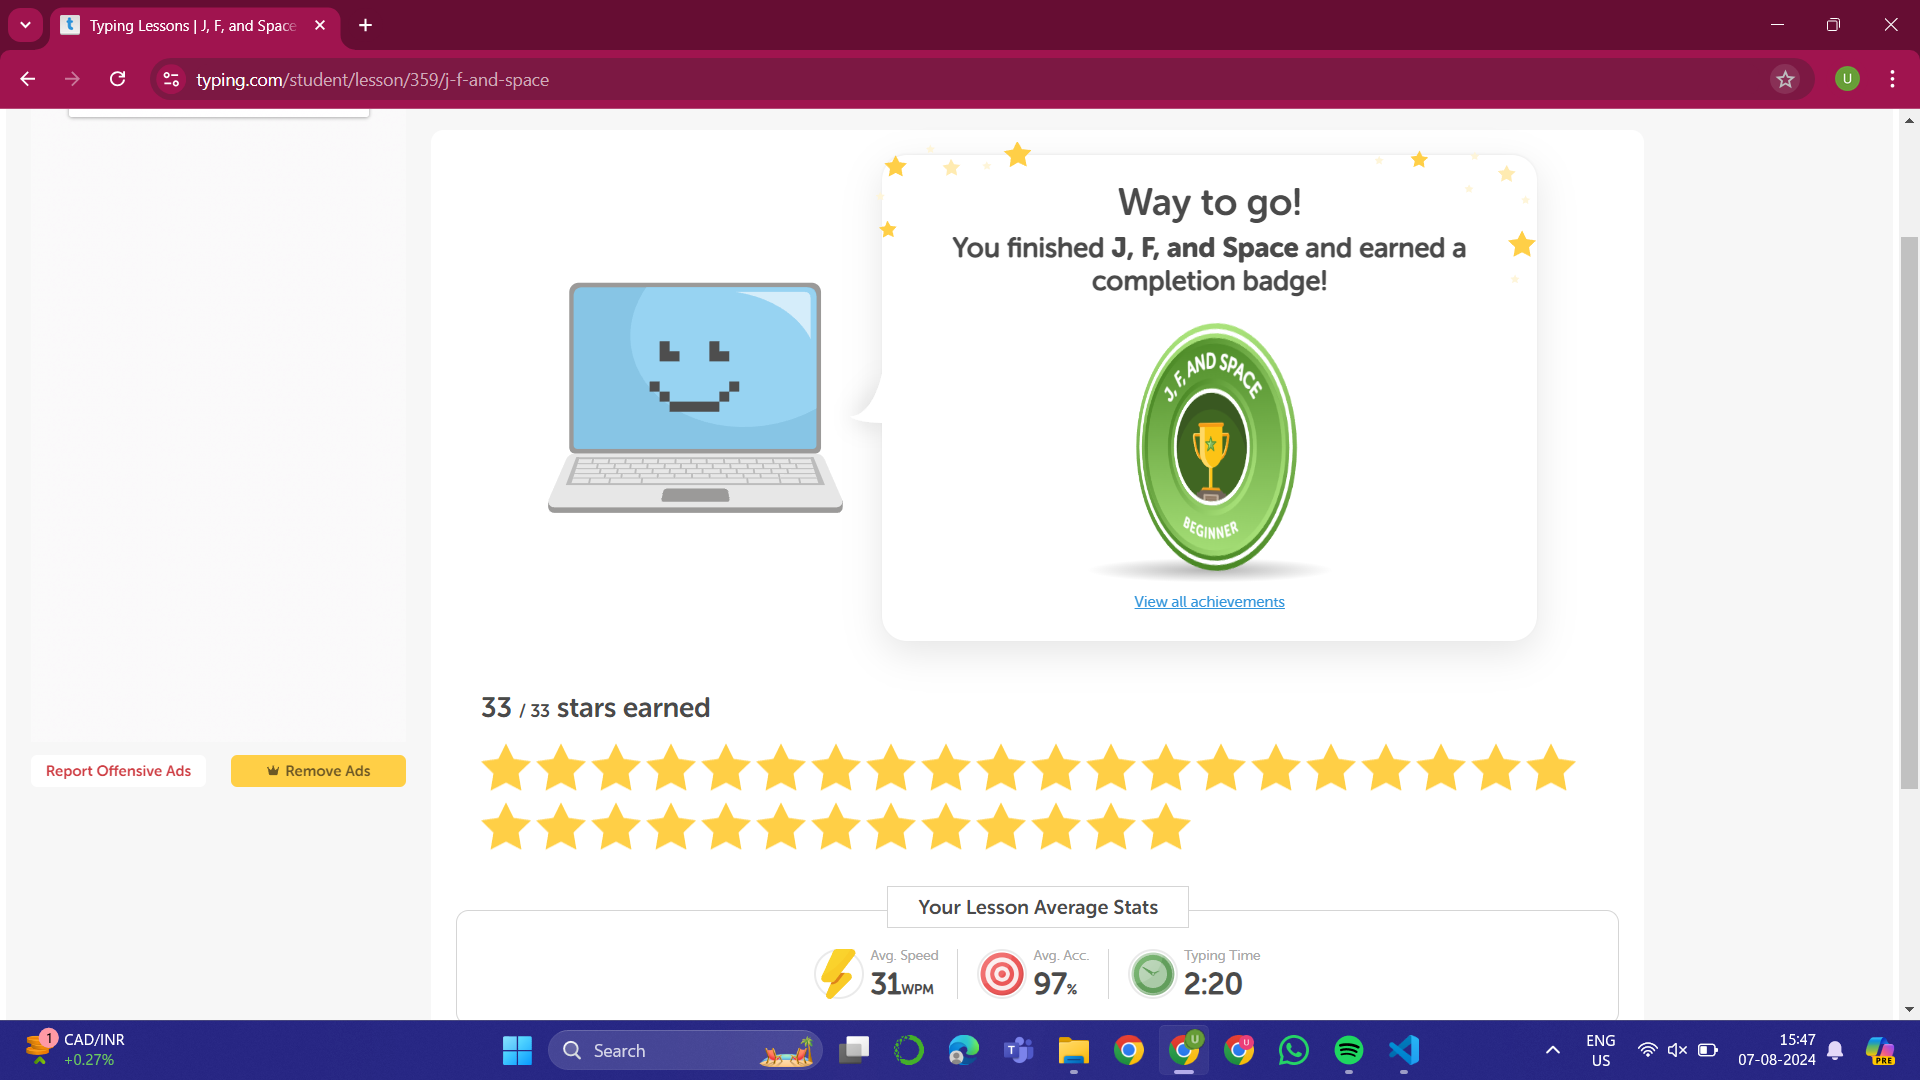 Typing Lessons | J, F, and Space
typing.com/student/lesson/359/j-f-and-space
U
Way to go!
You finished J, F, and Space and earned a
completion badge!
J, F, AND SPACE
BEGINNER
View all achievements
33 / 33 stars earned
Report Offensive Ads
Remove Ads
Your Lesson Average Stats
Avg. Speed
31WPM
Avg. Acc.
97%
Typing Time
2:20
1
CAD/INR
+0.27%
Search
U
U
ENG
US
15:47
07-08-2024
PRE